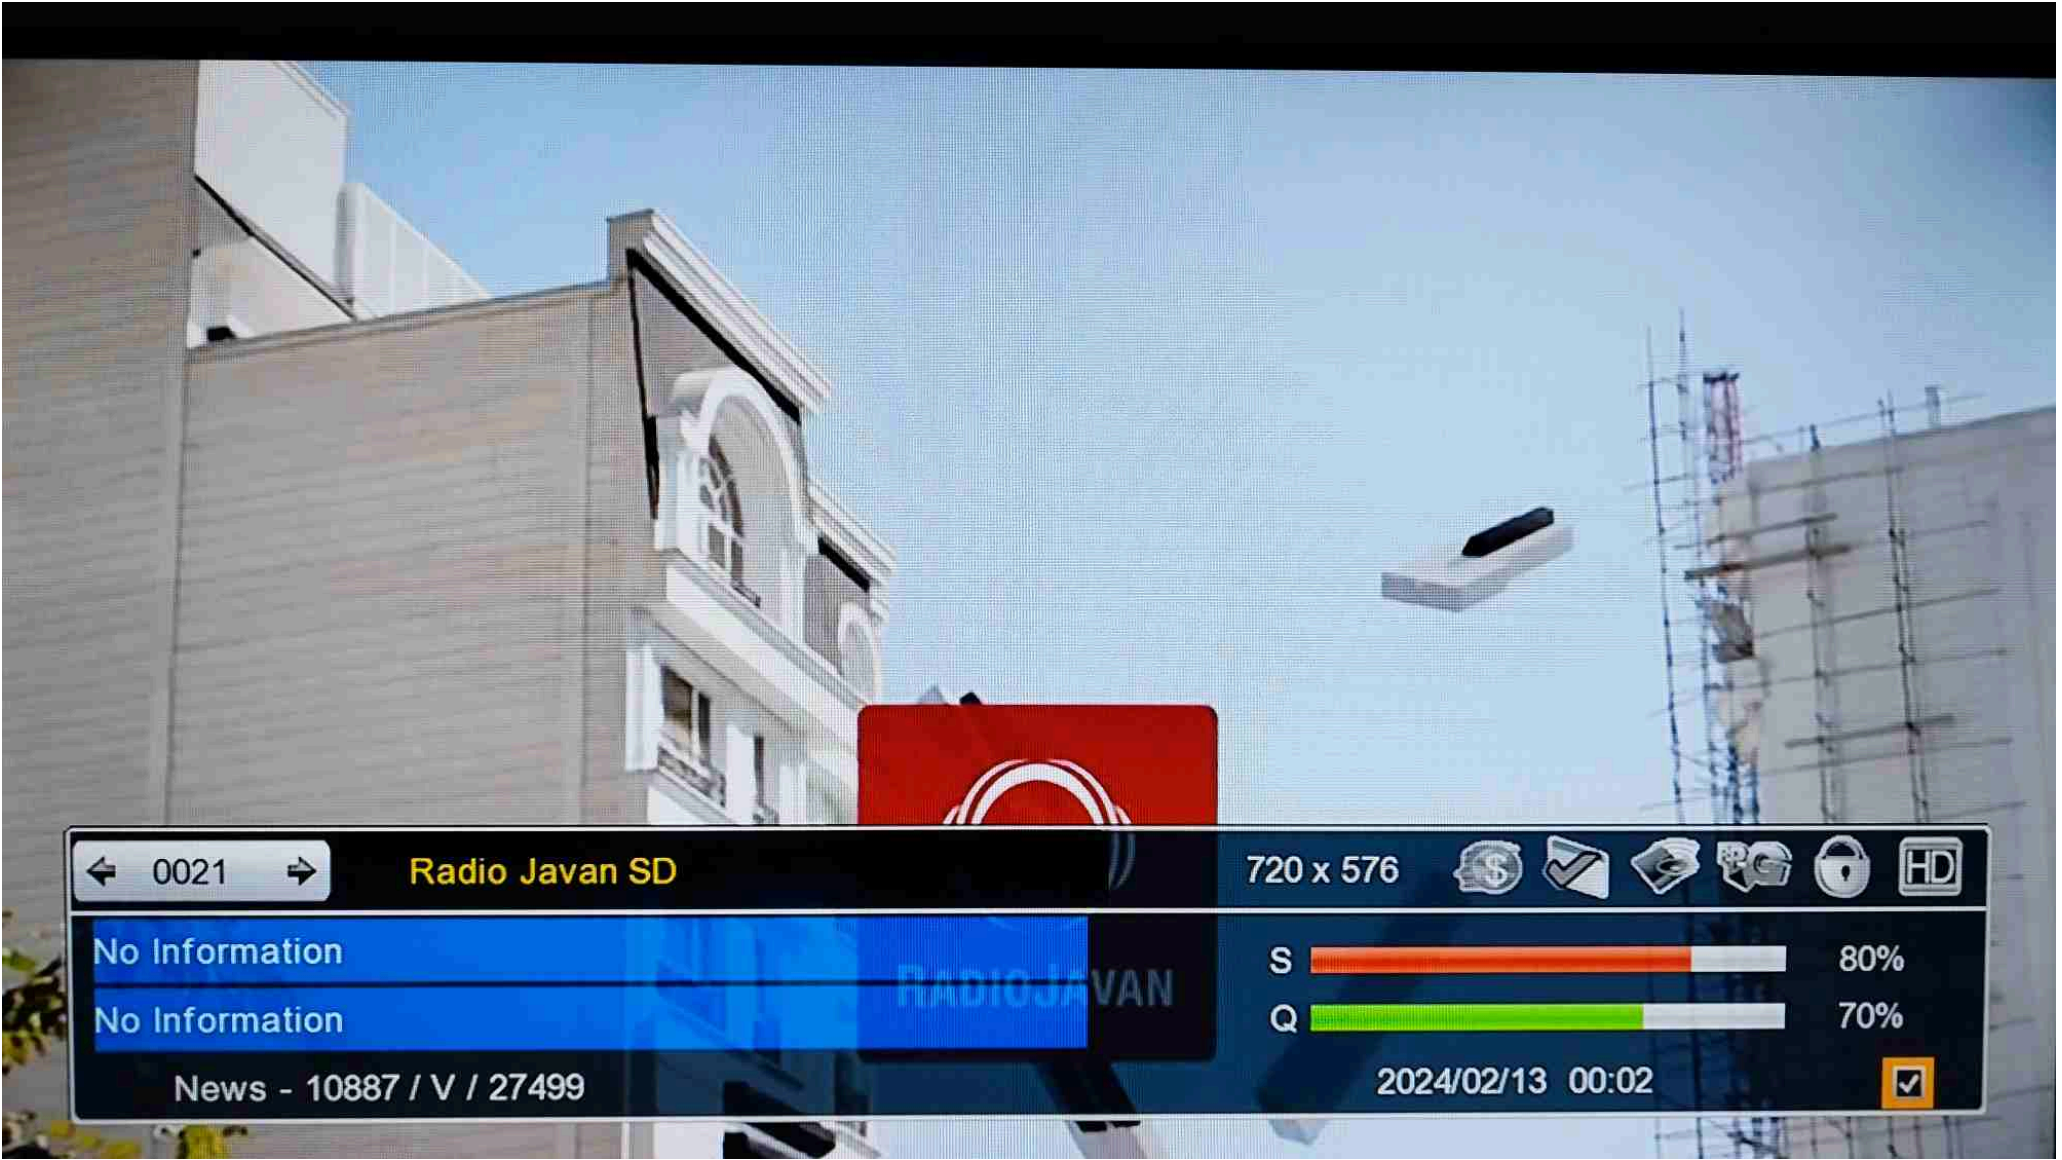 0021
Radio Javan SD
720 x 576
$
HD
No Information
S
80%
RADIOJAVAN
No Information
Q
70%
News - 10887 / V / 27499
2024/02/13 00:02